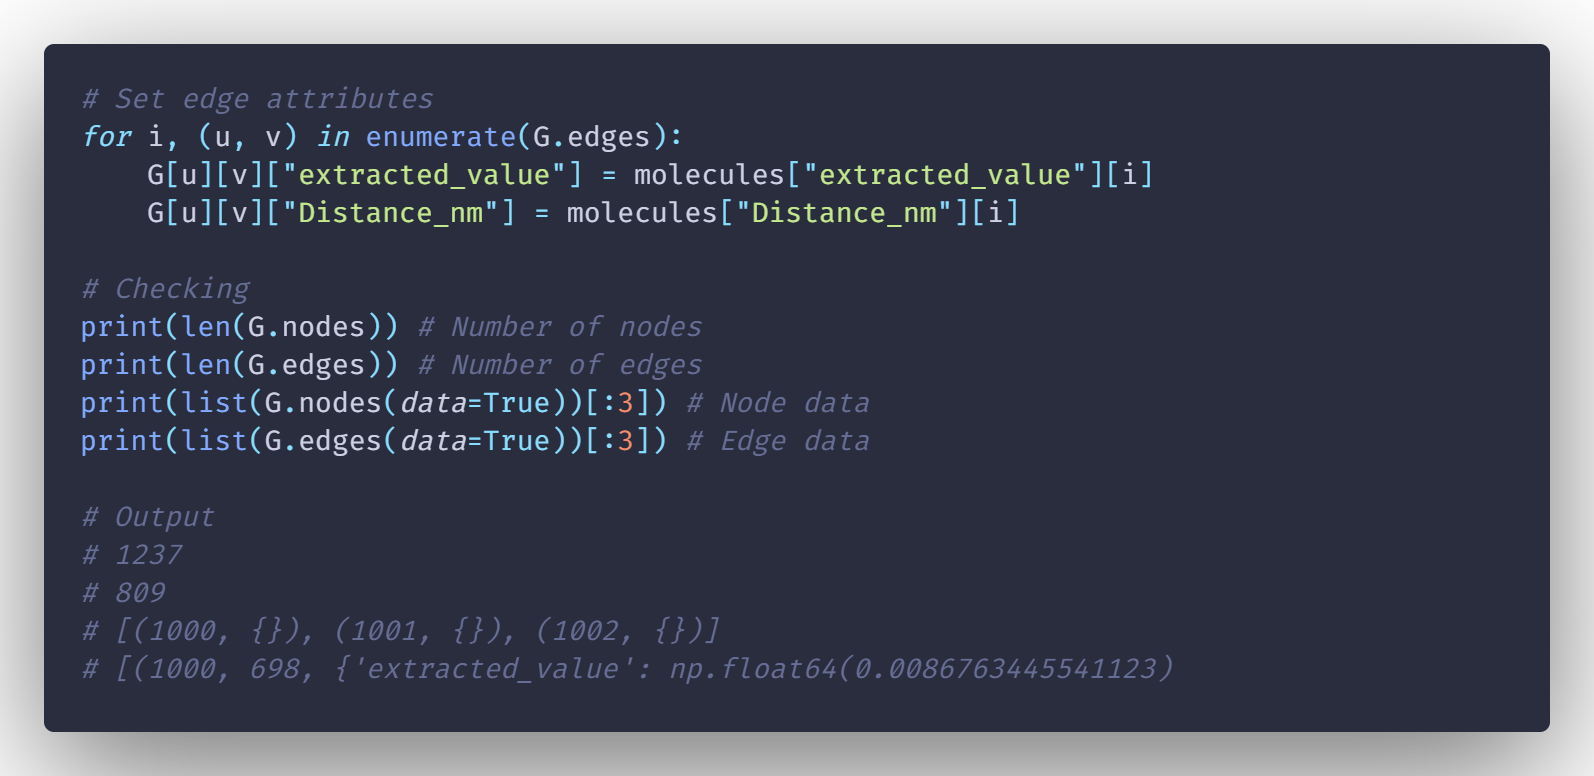 # Set edge attributes
for i, (u, v) in enumerate(G.edges):
    G[u][v]["extracted_value"] = molecules["extracted_value"][i]
    G[u][v]["Distance_nm"] = molecules["Distance_nm"][i]

# Checking
print(len(G.nodes)) # Number of nodes
print(len(G.edges)) # Number of edges
print(list(G.nodes(data=True))[:3]) # Node data
print(list(G.edges(data=True))[:3]) # Edge data

# Output
# 1237
# 809
# [(1000, {}), (1001, {}), (1002, {})]
# [(1000, 698, {'extracted_value': np.float64(0.0086763445541123)